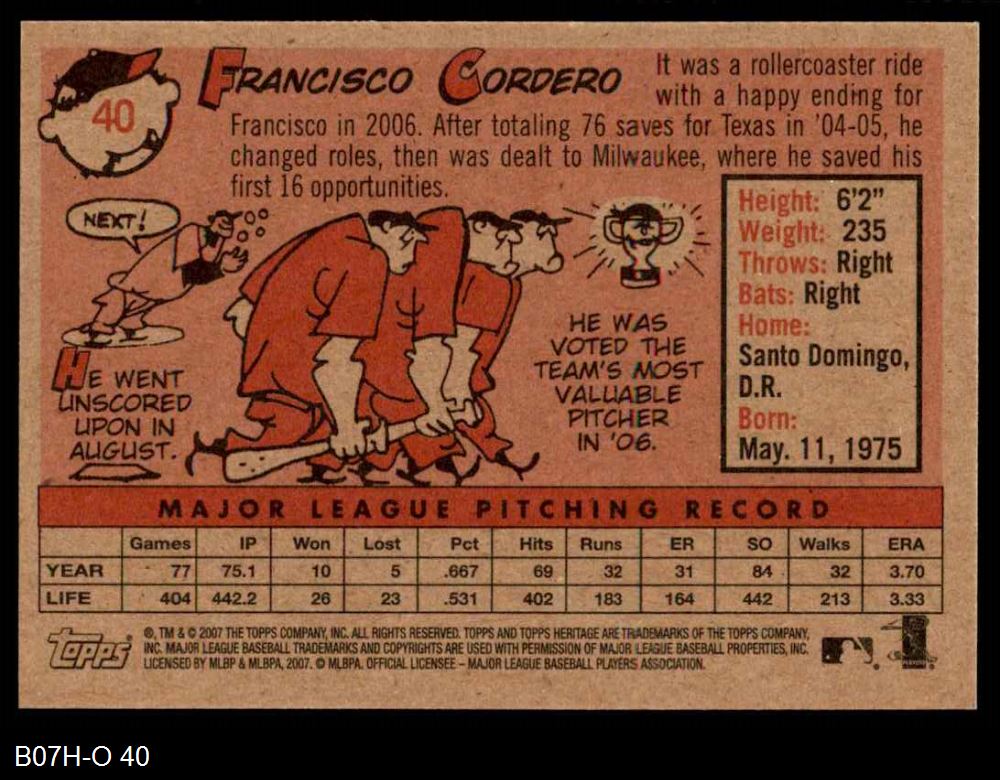 40
FRANCISCO CORDERO
It was a rollercoaster ride
with a happy ending for
Francisco in 2006. After totaling 76 saves for Texas in '04-05, he
changed roles, then was dealt to Milwaukee, where he saved his
first 16 opportunities.
NEXT!
HE WENT
UNSCORED
UPON IN
AUGUST.
HE WAS
VOTED THE
TEAM'S MOST
VALUABLE
PITCHER
IN '06.
Height: 6'2"
Weight: 235
Throws: Right
Bats: Right
Home:
Santo Domingo,
D.R.
Born:
May. 11, 1975
MAJOR LEAGUE PITCHING RECORD
Games IP Won Lost Pct Hits Runs ER SO Walks ERA
YEAR 77 75.1 10 5 .667 69 32 31 84 32 3.70
LIFE 404 442.2 26 23 .531 402 183 164 442 213 3.33
Topps
®, TM & © 2007 THE TOPPS COMPANY, INC. ALL RIGHTS RESERVED. TOPPS AND TOPPS HERITAGE ARE TRADEMARKS OF THE TOPPS COMPANY,
INC. MAJOR LEAGUE BASEBALL TRADEMARKS AND COPYRIGHTS ARE USED WITH PERMISSION OF MAJOR LEAGUE BASEBALL PROPERTIES, INC.
LICENSED BY MLBP & MLBPA, 2007. © MLBPA. OFFICIAL LICENSEE – MAJOR LEAGUE BASEBALL PLAYERS ASSOCIATION.
B07H-O 40